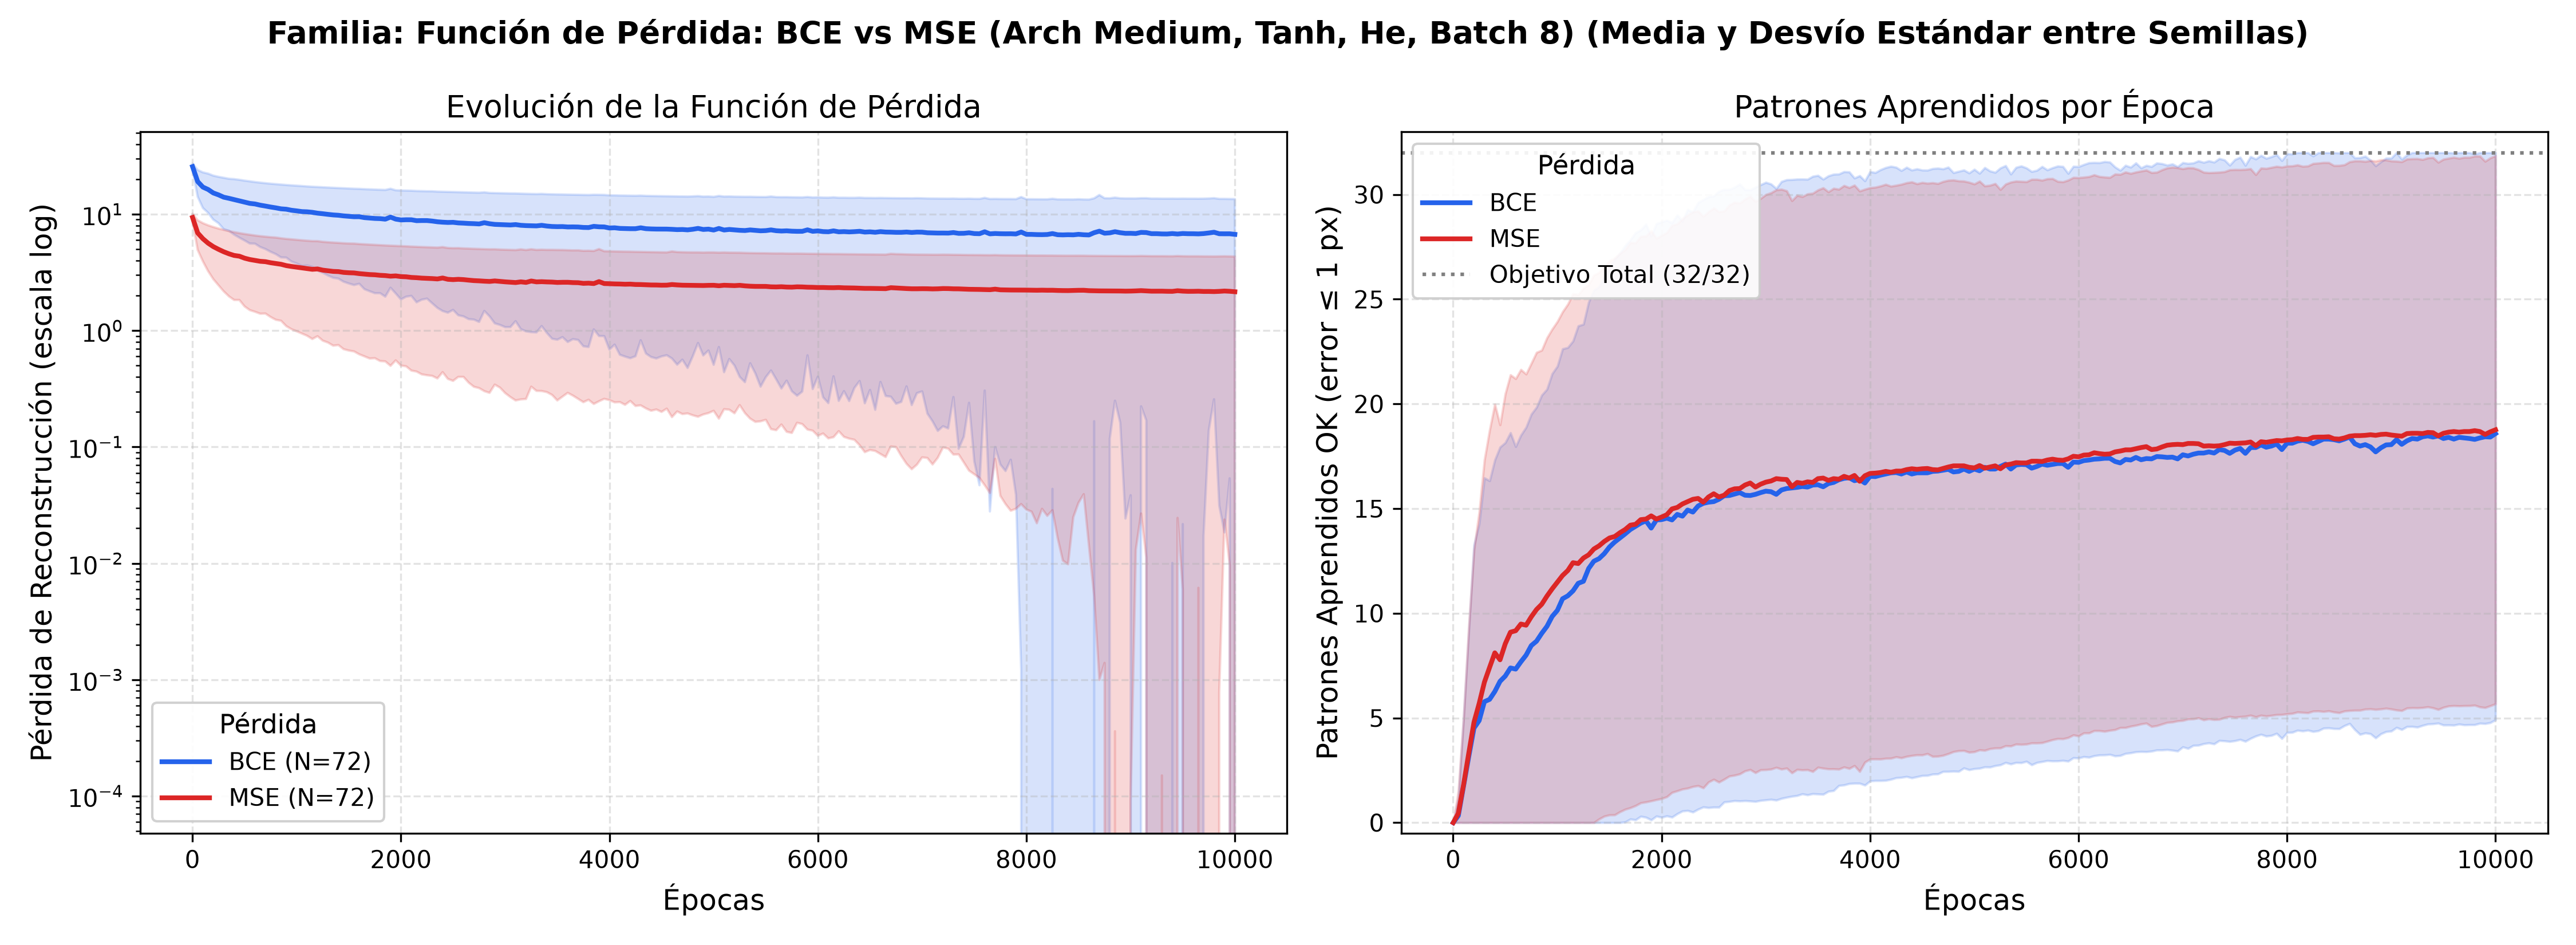 Familia: Función de Pérdida: BCE vs MSE (Arch Medium, Tanh, He, Batch 8) (Media y Desvío Estándar entre Semillas)
Evolución de la Función de Pérdida
Pérdida de Reconstrucción (escala log)
10¹
10⁰
10⁻¹
10⁻²
10⁻³
10⁻⁴
Pérdida
BCE (N=72)
MSE (N=72)
0 2000 4000 6000 8000 10000
Épocas
Patrones Aprendidos por Época
Patrones Aprendidos OK (error ≤ 1 px)
30
25
20
15
10
5
0
Pérdida
BCE
MSE
Objetivo Total (32/32)
0 2000 4000 6000 8000 10000
Épocas